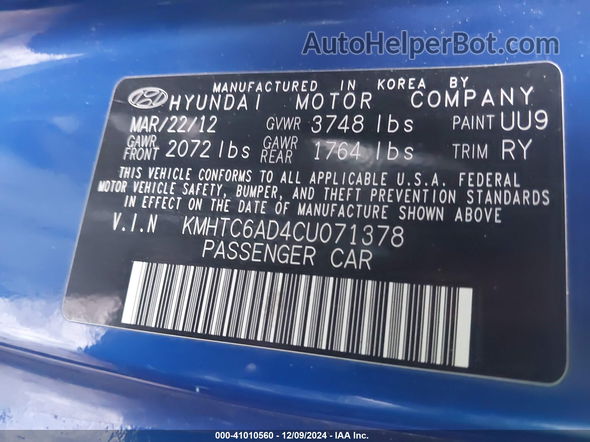 AutoHelperBot.com
MANUFACTURED IN KOREA BY
HYUNDAI MOTOR COMPANY
MAR/22/12 GVWR 3748 lbs PAINT UU9
GAWR FRONT 2072 lbs GAWR REAR 1764 lbs TRIM RY
THIS VEHICLE CONFORMS TO ALL APPLICABLE U.S.A. FEDERAL
MOTOR VEHICLE SAFETY, BUMPER, AND THEFT PREVENTION STANDARDS
IN EFFECT ON THE DATE OF MANUFACTURE SHOWN ABOVE
V.I.N KMHTC6AD4CU071378
PASSENGER CAR
000-41010560 - 12/09/2024 - IAA Inc.